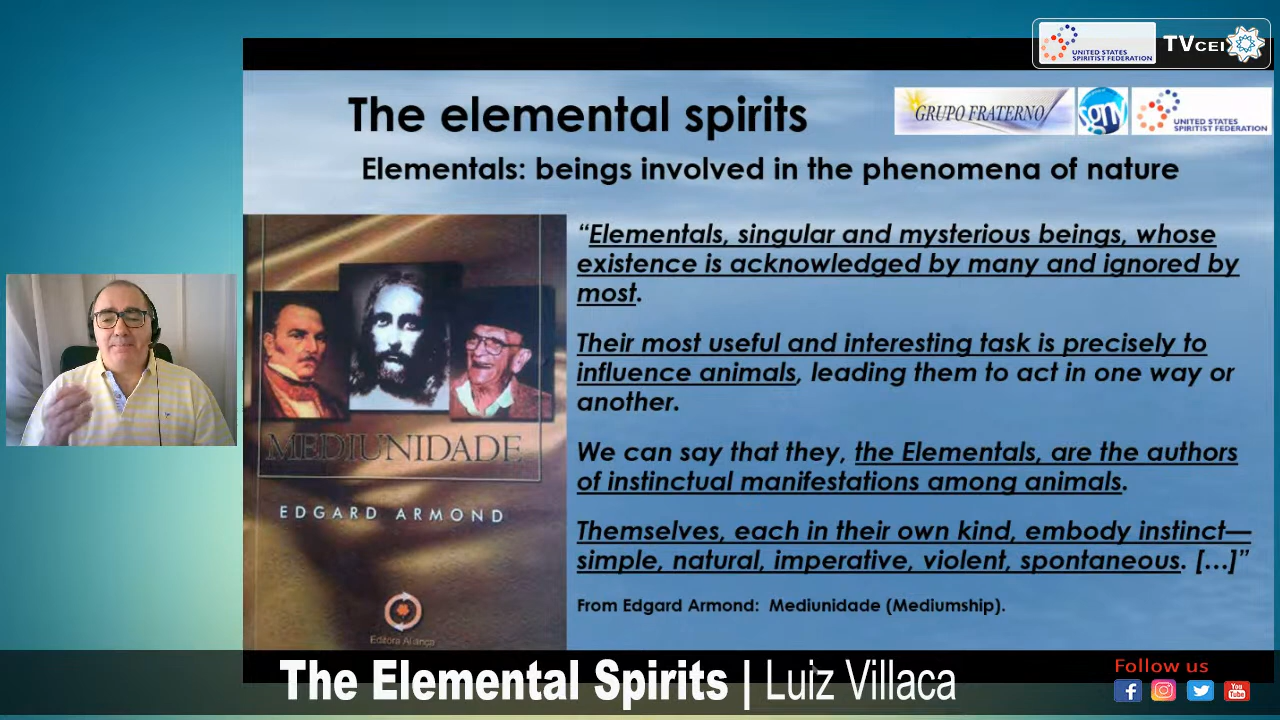 UNITED STATES
SPIRITIST FEDERATION
TVCEI
The elemental spirits
GRUPO FRATERNO
sgny
UNITED STATES
SPIRITIST FEDERATION
Elementals: beings involved in the phenomena of nature
“Elementals, singular and mysterious beings, whose
existence is acknowledged by many and ignored by
most.
Their most useful and interesting task is precisely to
influence animals, leading them to act in one way or
another.
We can say that they, the Elementals, are the authors
of instinctual manifestations among animals.
Themselves, each in their own kind, embody instinct—
simple, natural, imperative, violent, spontaneous. [...]”
From Edgard Armond: Mediunidade (Mediumship).
MEDIUNIDADE
EDGARD ARMOND
Editora Aliança
The Elemental Spirits | Luiz Villaca
Follow us
You
Tube